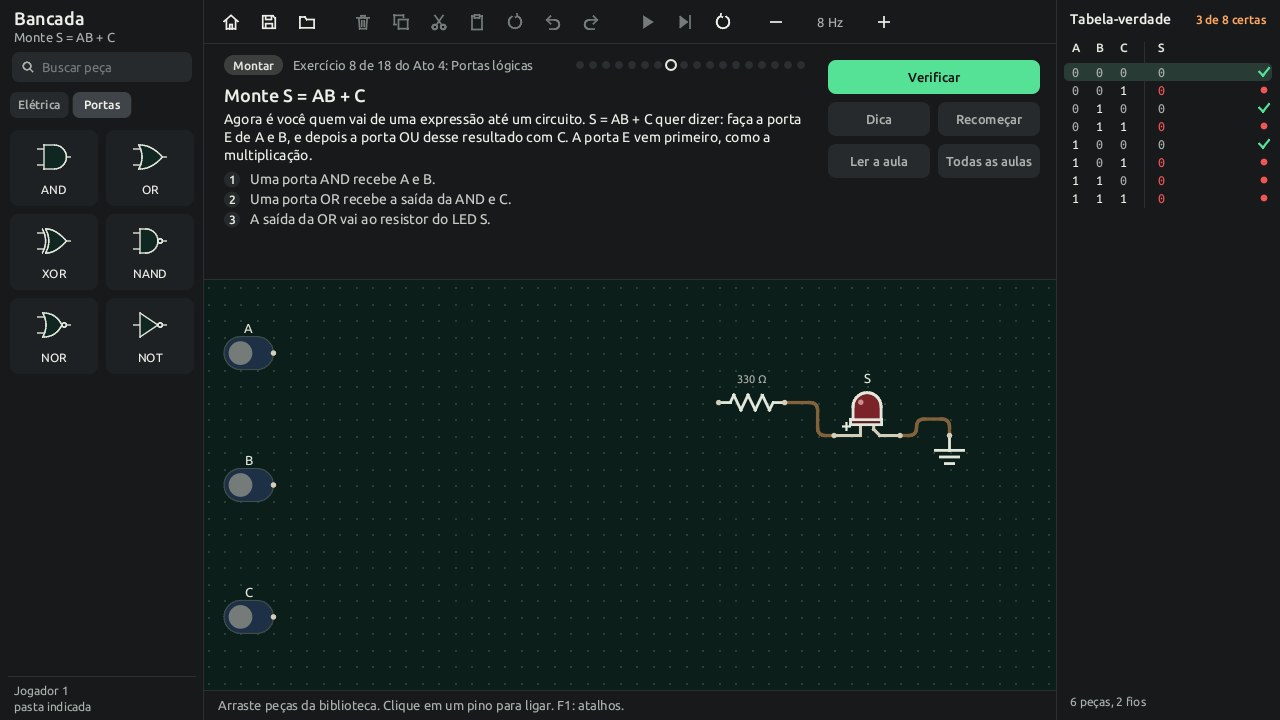 Bancada
Monte S = AB + C
Buscar peça
Elétrica
Portas
AND
OR
XOR
NAND
NOR
NOT
Jogador 1
pasta indicada
8 Hz
Montar
Exercício 8 de 18 do Ato 4: Portas lógicas
Monte S = AB + C
Agora é você quem vai de uma expressão até um circuito. S = AB + C quer dizer: faça a porta
E de A e B, e depois a porta OU desse resultado com C. A porta E vem primeiro, como a
multiplicação.
1 Uma porta AND recebe A e B.
2 Uma porta OR recebe a saída da AND e C.
3 A saída da OR vai ao resistor do LED S.
Verificar
Dica
Recomeçar
Ler a aula
Todas as aulas
A
B
C
330 Ω
S
+
Arraste peças da biblioteca. Clique em um pino para ligar. F1: atalhos.
Tabela-verdade
3 de 8 certas
A B C S
0 0 0 0
0 0 1 0
0 1 0 0
0 1 1 0
1 0 0 0
1 0 1 0
1 1 0 0
1 1 1 0
6 peças, 2 fios